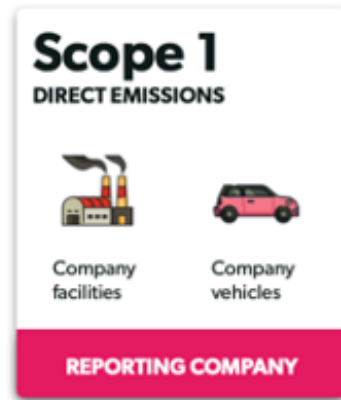 Scope 1
DIRECT EMISSIONS
Company
facilities
Company
vehicles
REPORTING COMPANY